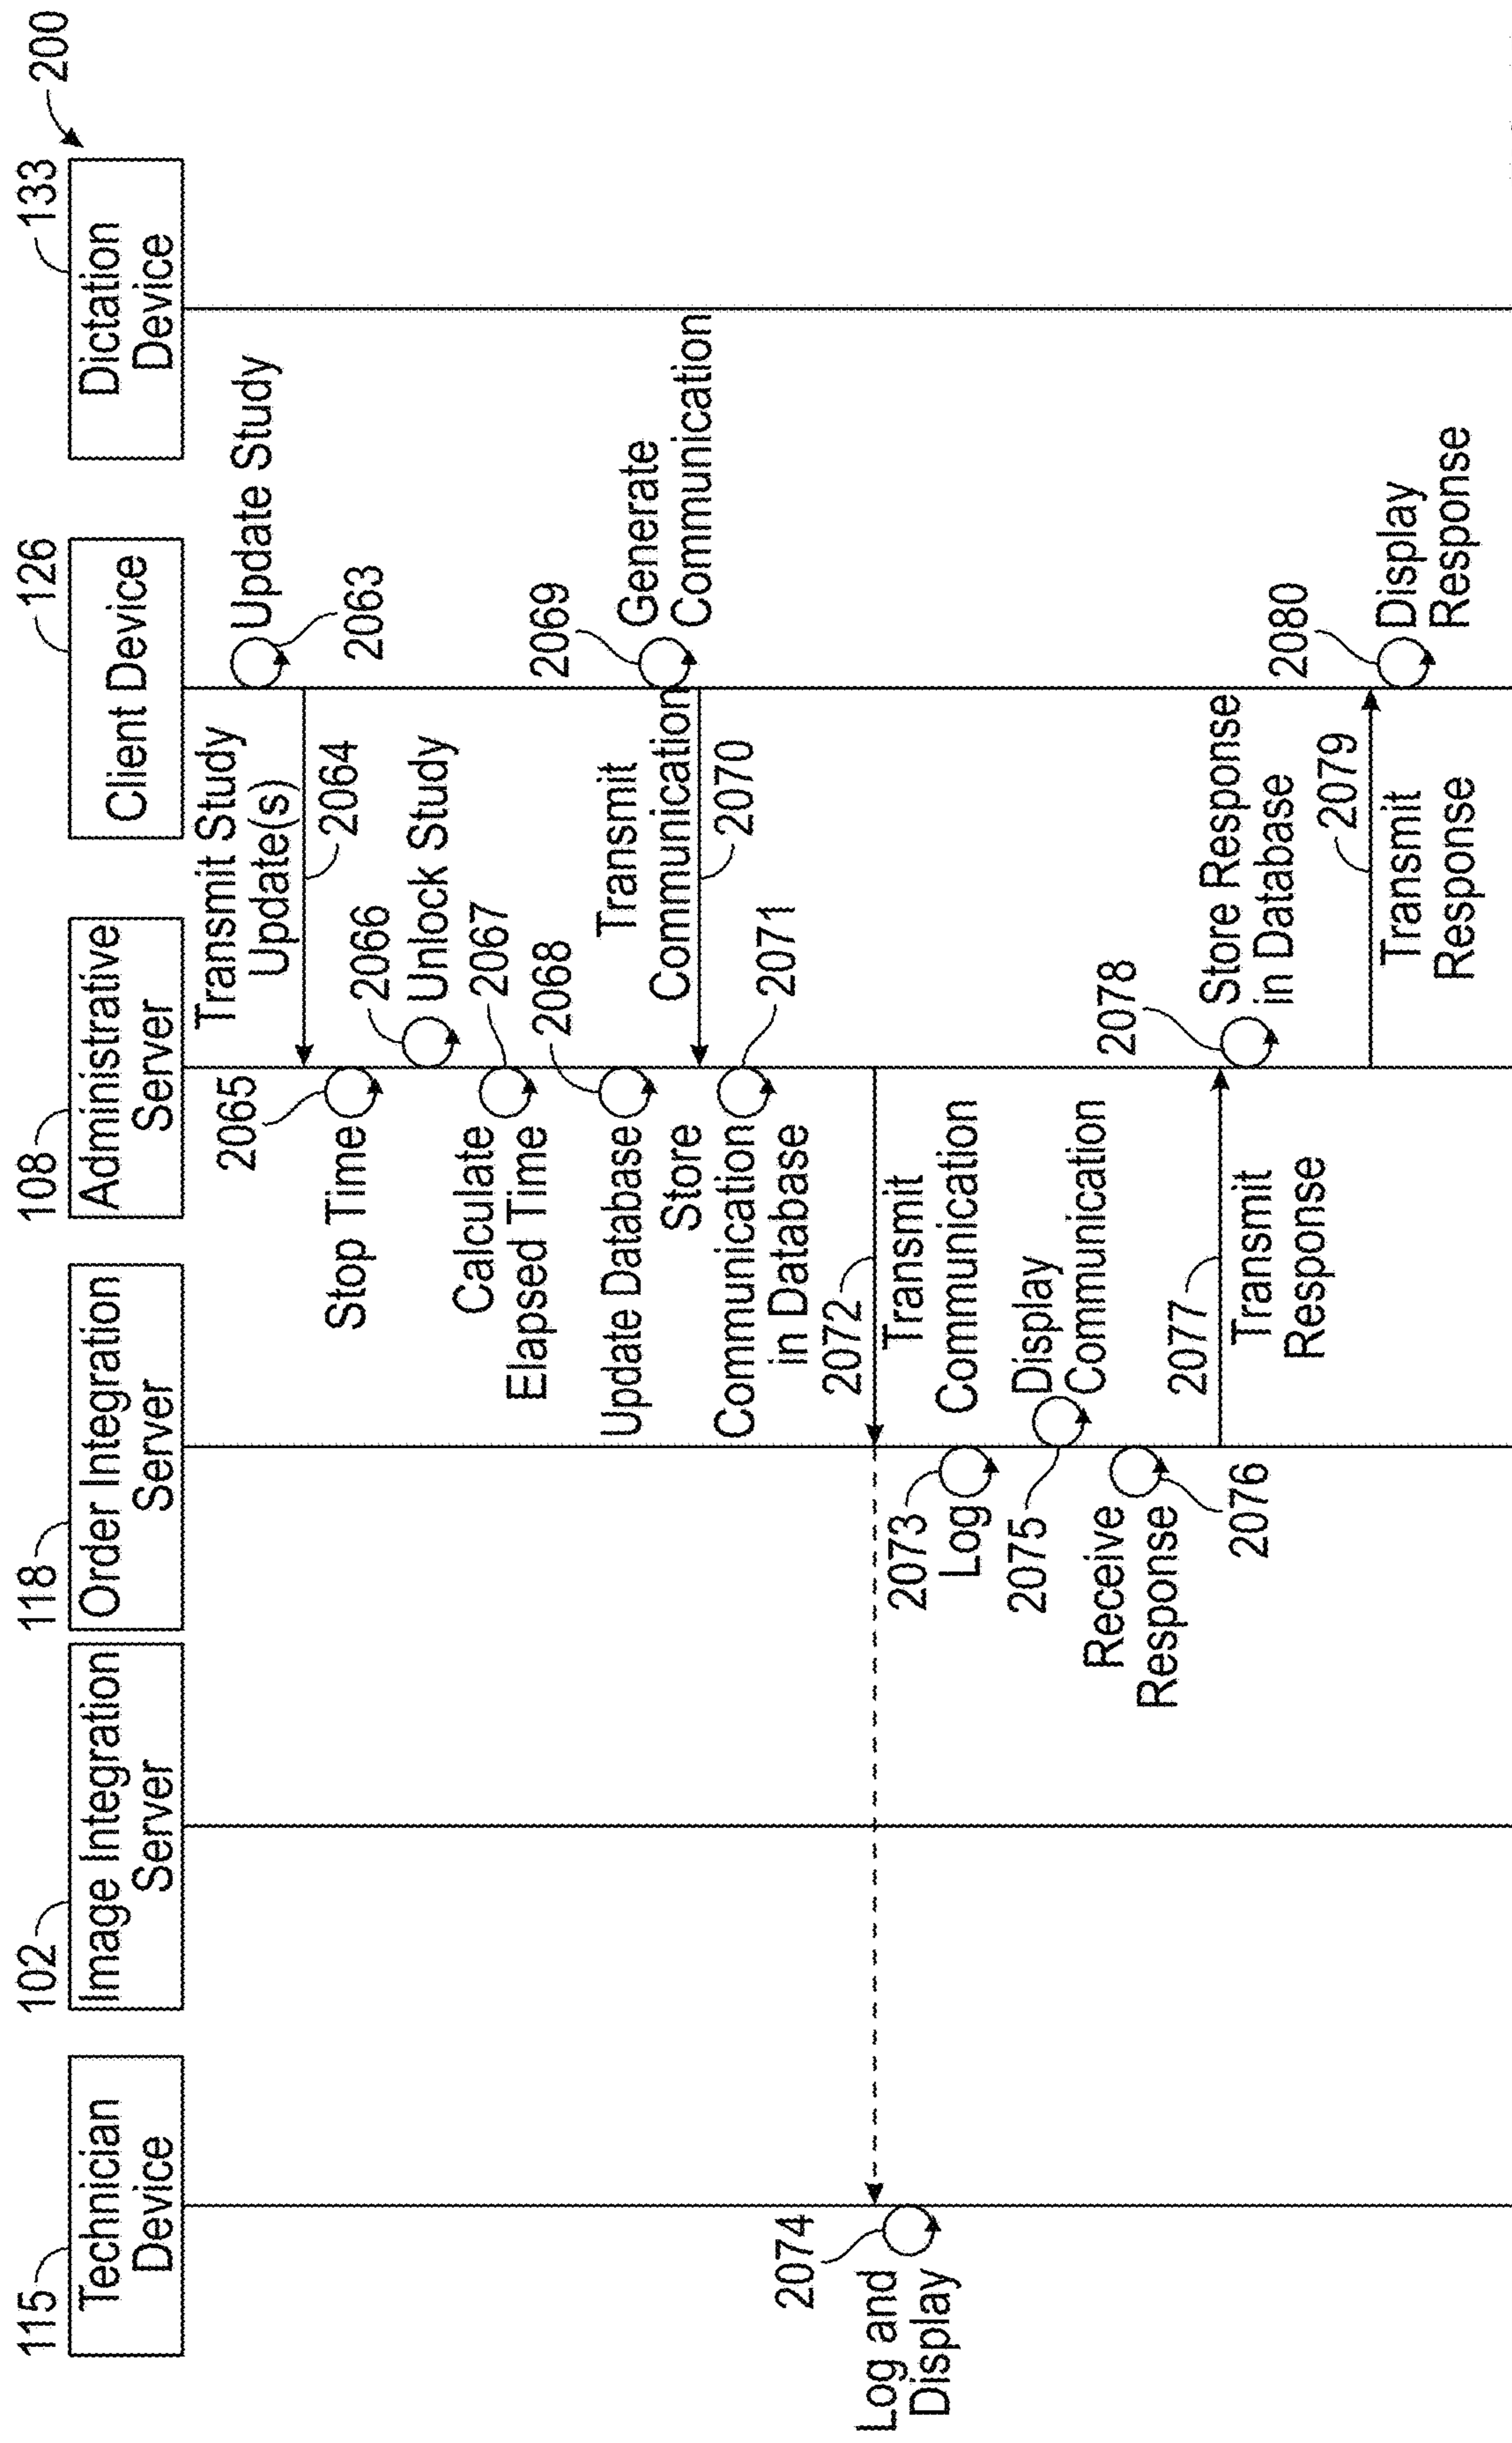 200
115
Technician
Device
102
Image Integration
Server
118
Order Integration
Server
108
Administrative
Server
126
Client Device
133
Dictation
Device
Update Study
2063
Transmit Study
Update(s)
2064
2065
Stop Time
2066
Unlock Study
2067
Calculate
Elapsed Time
2068
Update Database
2069
Generate
Communication
Transmit
Communication
2070
2071
Store
Communication
in Database
2072
Transmit
Communication
2074
Log and
Display
2073
Log
2075
Display
Communication
Receive
Response
2076
2077
Transmit
Response
2078
Store Response
in Database
2079
Transmit
Response
2080
Display
Response